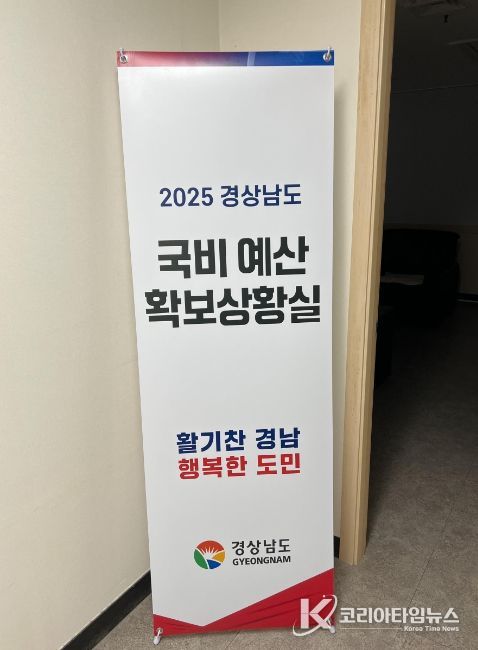 2025 경상남도
국비 예산
확보상황실
활기찬 경남
행복한 도민
경상남도
GYEONGNAM
K 코리아타임뉴스
Korea Time News